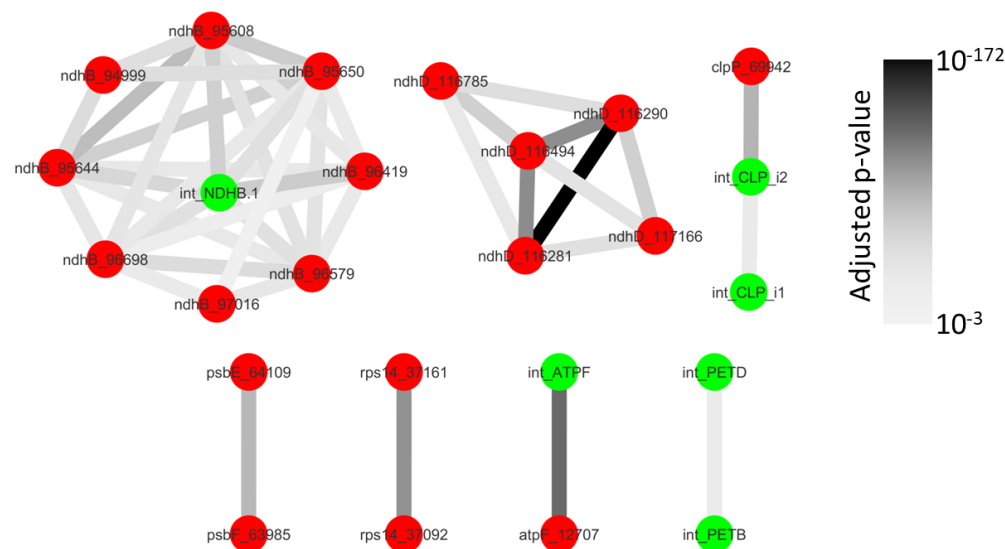 ndhB_95608
ndhB_94999
ndhB_95650
ndhB_95644
int_NDHB.1
ndhB_96419
ndhB_96698
ndhB_96579
ndhB_97016
ndhD_116785
ndhD_116290
ndhD_116494
ndhD_117166
ndhD_116281
clpP_69942
int_CLP_i2
int_CLP_i1
Adjusted p-value
10-172
10-3
psbE_64109
rps14_37161
int_ATPF
int_PETD
psbF_63985
rps14_37092
atpF_12707
int_PETB